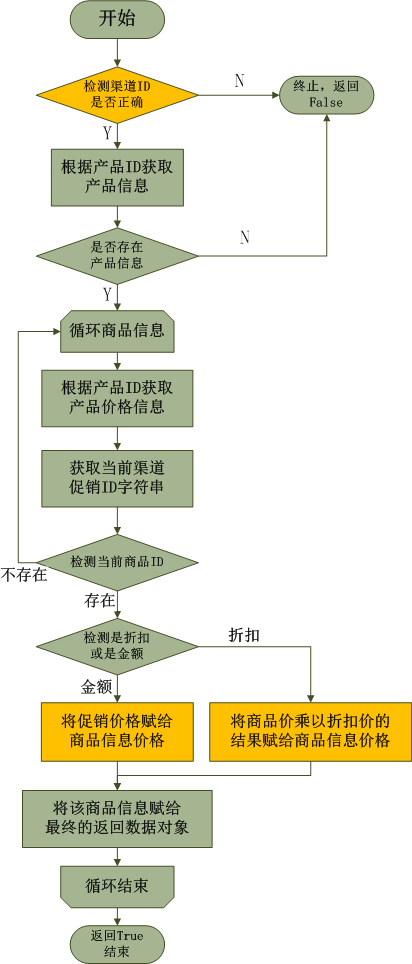 开始
检测渠道ID
是否正确
N
终止，返回
False
Y
根据产品ID获取
产品信息
是否存在
产品信息
N
Y
循环商品信息
根据产品ID获取
产品价格信息
获取当前渠道
促销ID字符串
检测当前商品ID
不存在
存在
检测是折扣
或是金额
折扣
金额
将促销价格赋给
商品信息价格
将商品价乘以折扣价的
结果赋给商品信息价格
将该商品信息赋给
最终的返回数据对象
循环结束
返回True
结束